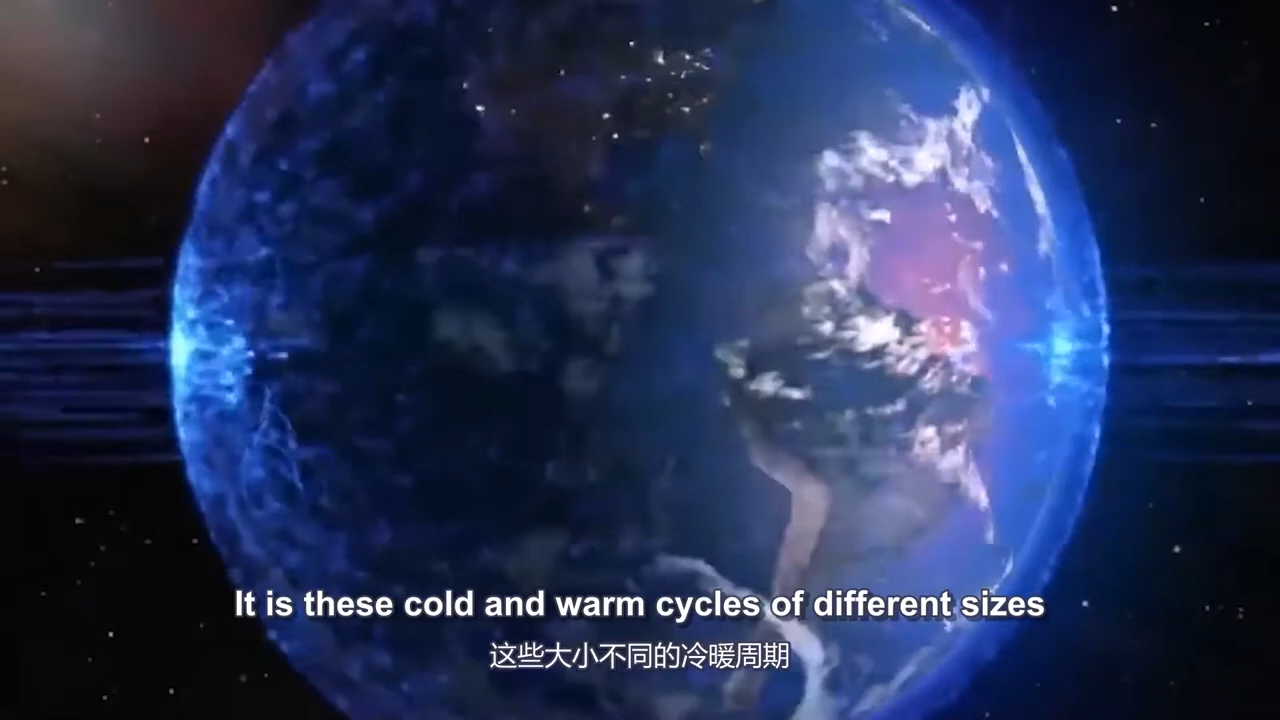 It is these cold and warm cycles of different sizes
这些大小不同的冷暖周期